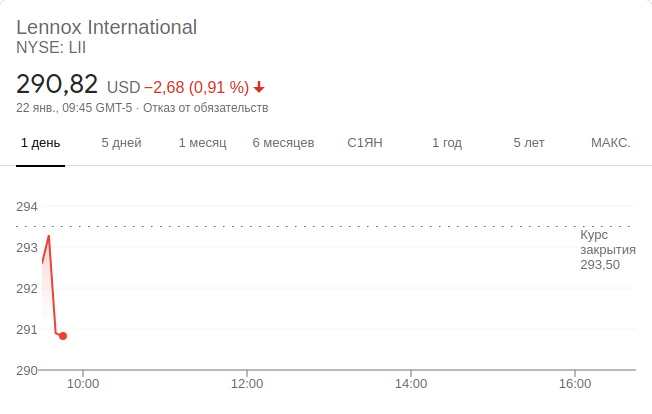 Lennox International
NYSE: LII
290,82 USD −2,68 (0,91 %)
22 янв., 09:45 GMT-5 · Отказ от обязательств
1 день 5 дней 1 месяц 6 месяцев С1ЯН 1 год 5 лет МАКС.
294
Курс
закрытия
293,50
293
292
291
290
10:00 12:00 14:00 16:00